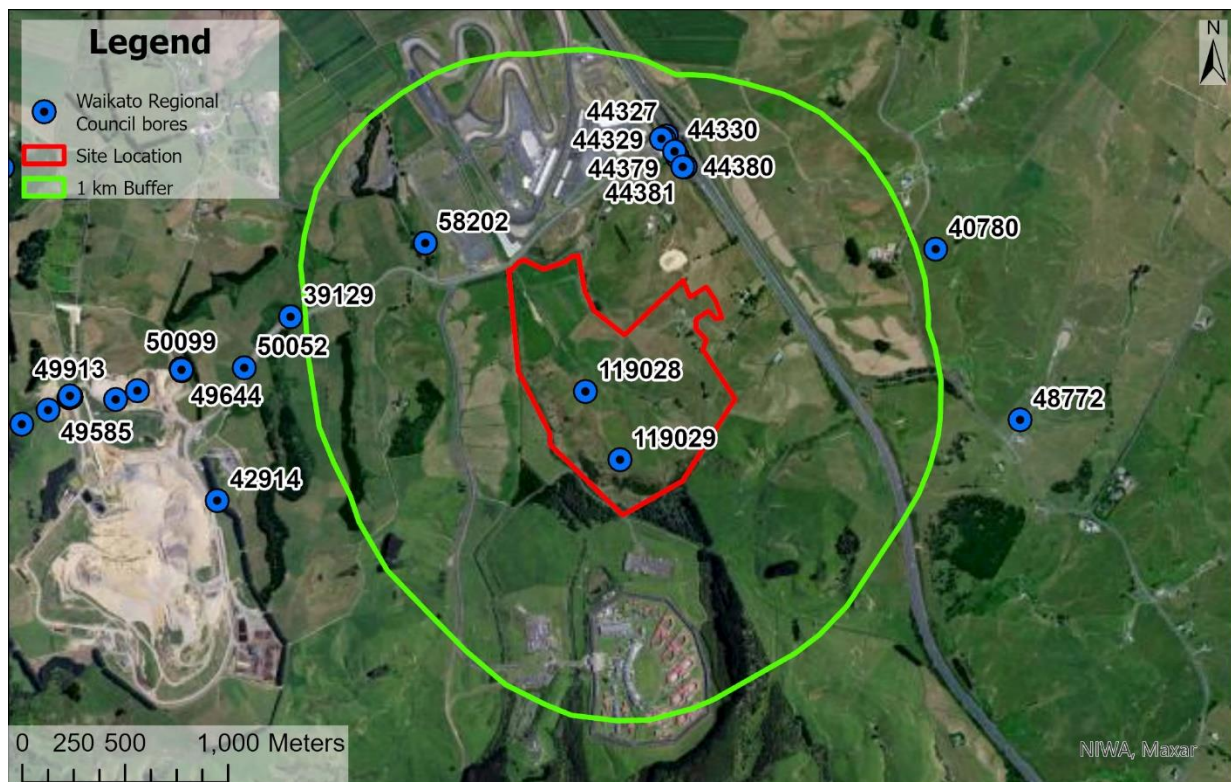 Legend
Waikato Regional
Council bores
Site Location
1 km Buffer
N
44327
44330
44329
44379
44380
44381
58202
40780
39129
50099
50052
49913
49644
49585
119028
48772
119029
42914
0 250 500 1,000 Meters
NIWA, Maxar